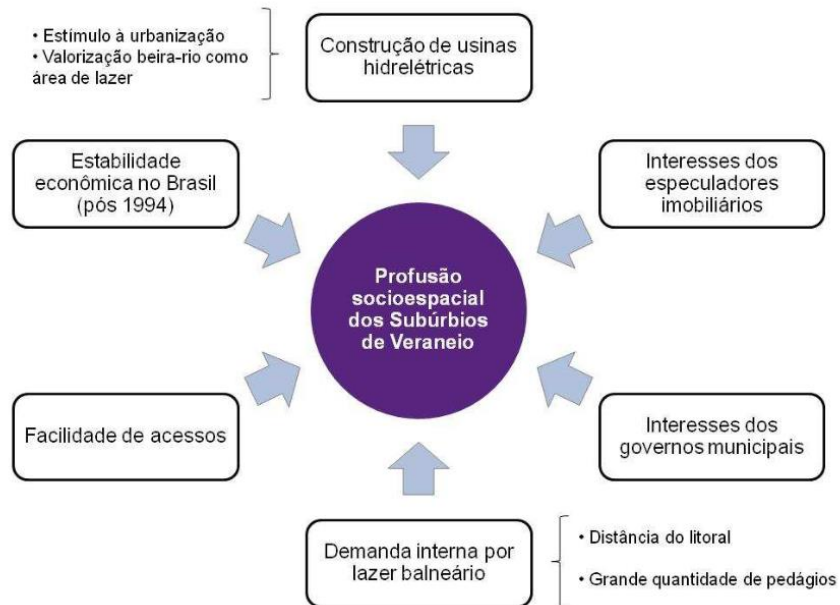 • Estímulo à urbanização
• Valorização beira-rio como
área de lazer
Construção de usinas
hidrelétricas
Estabilidade
econômica no Brasil
(pós 1994)
Interesses dos
especuladores
imobiliários
Profusão
socioespacial
dos Subúrbios
de Veraneio
Facilidade de acessos
Interesses dos
governos municipais
Demanda interna por
lazer balneário
• Distância do litoral
• Grande quantidade de pedágios